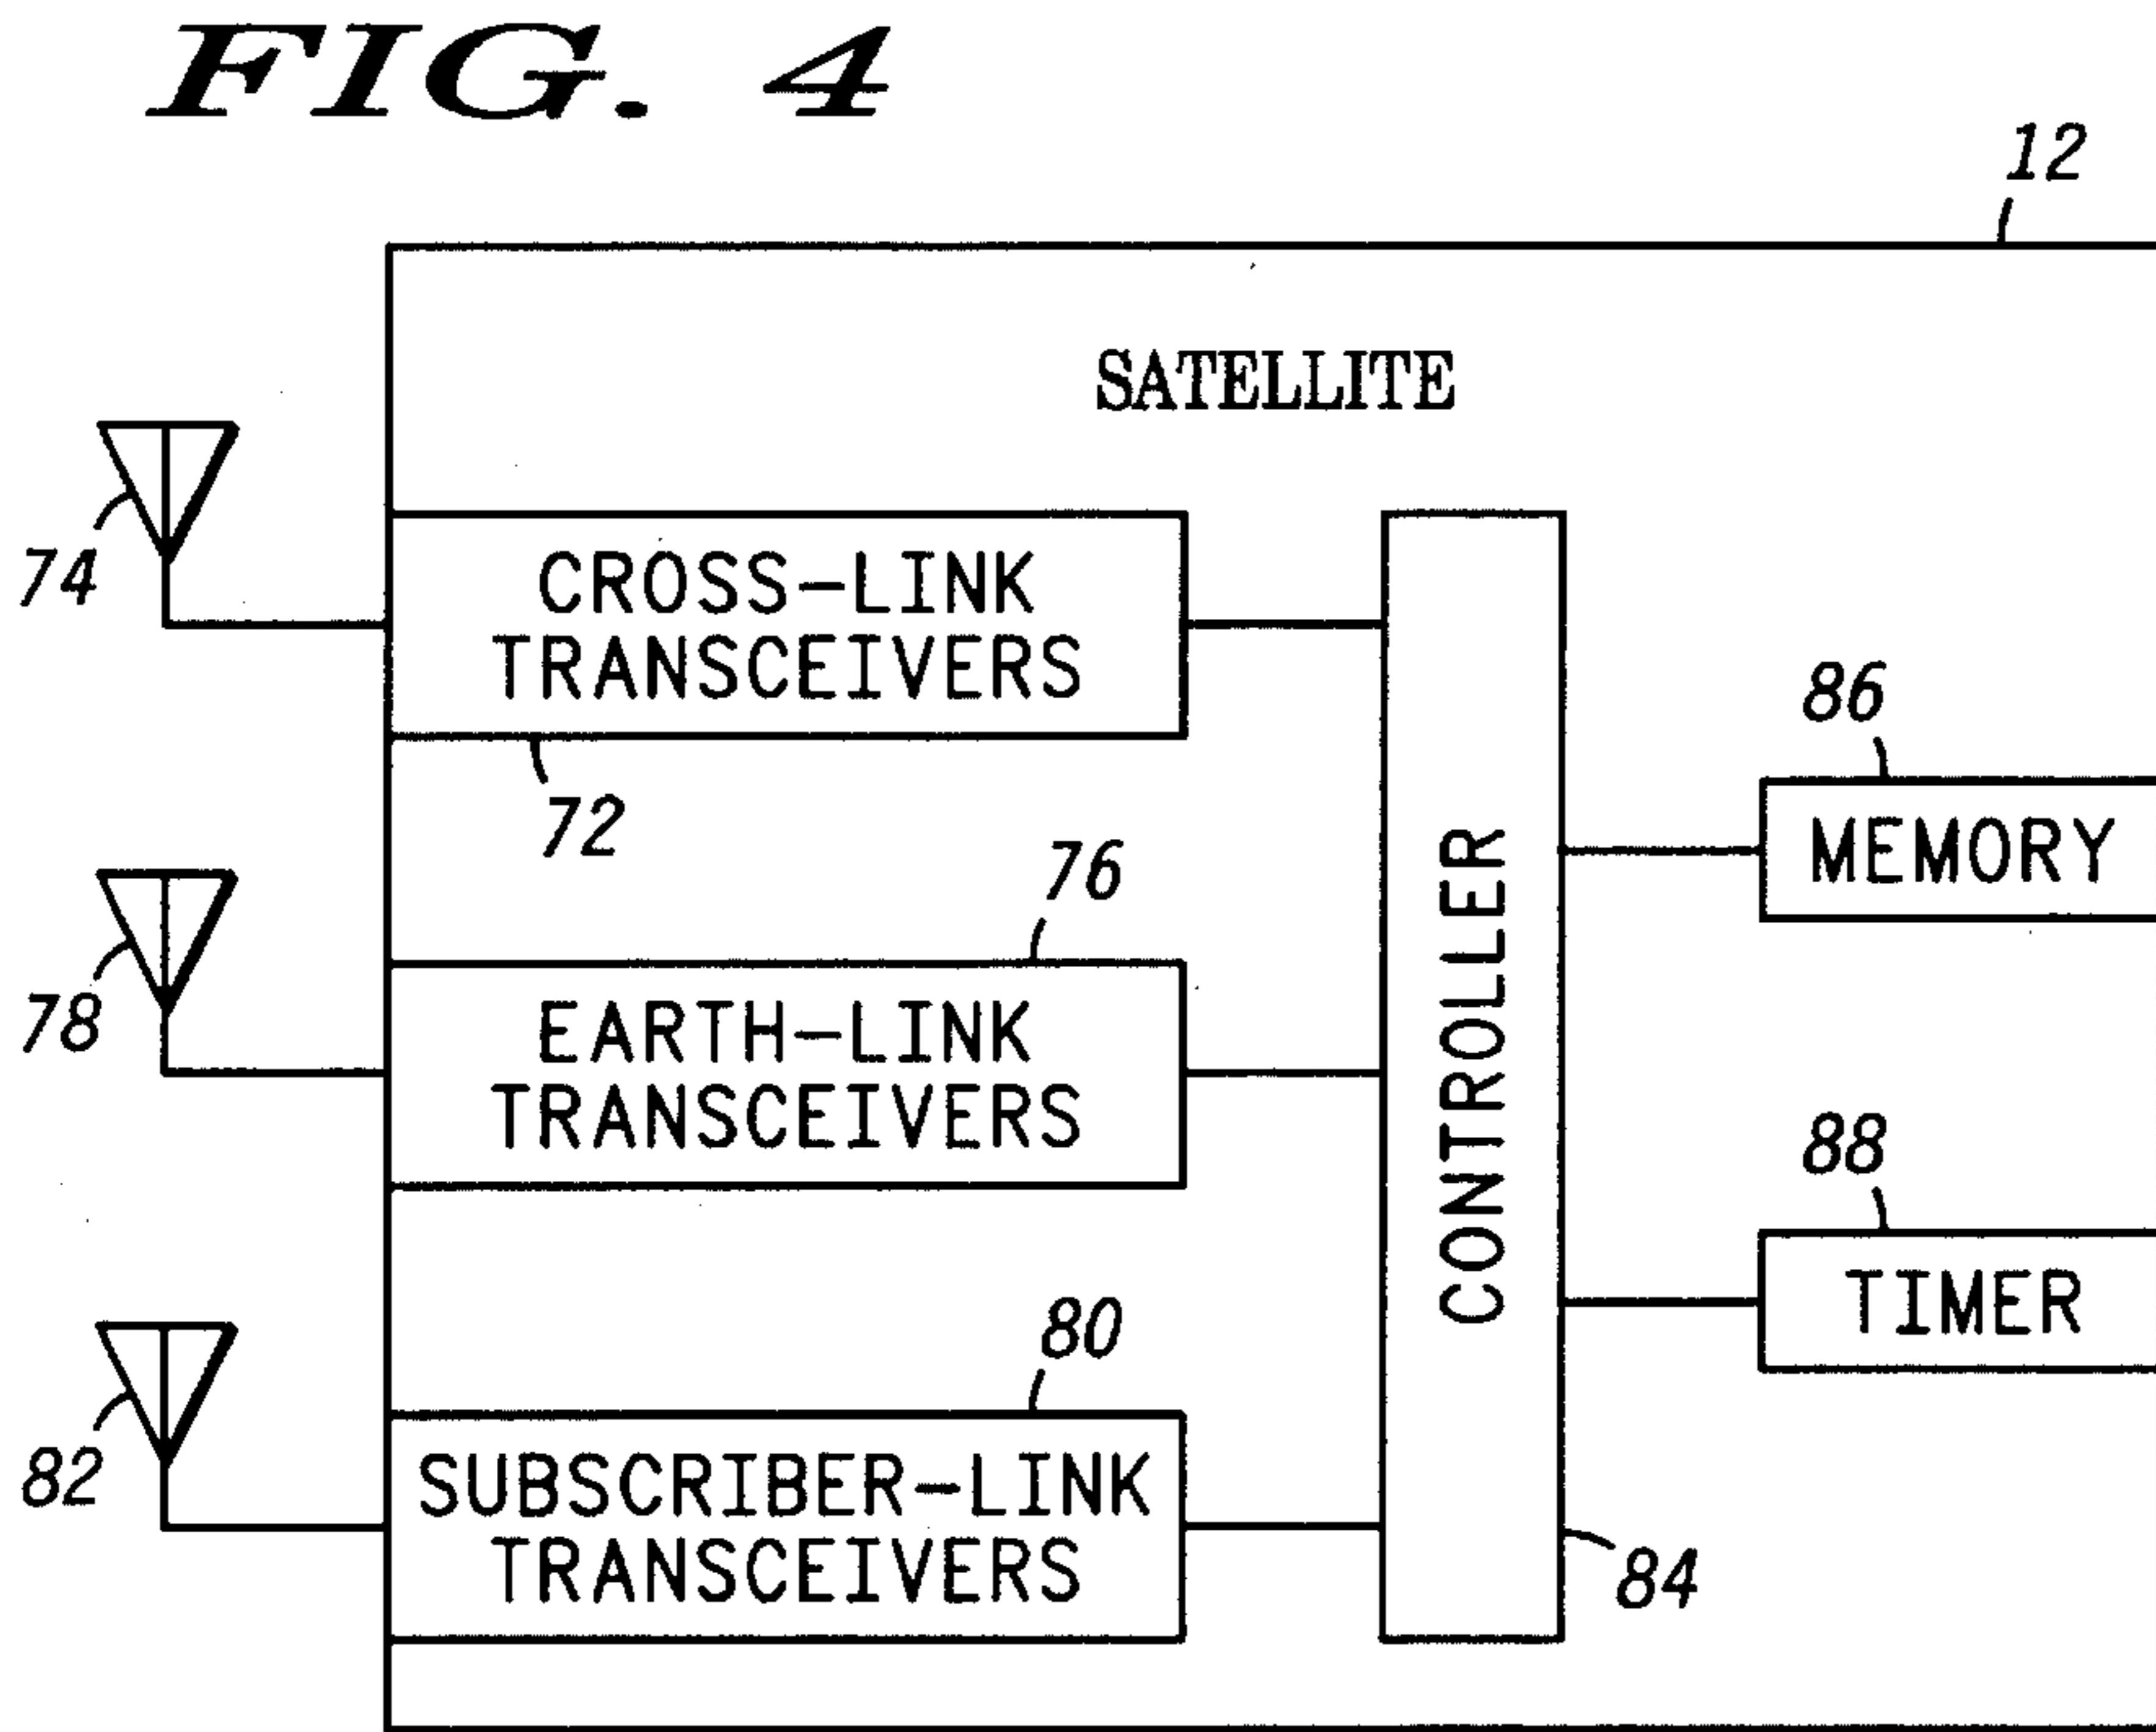 FIG. 4
12
SATELLITE
74
CROSS-LINK
TRANSCEIVERS
72
86
MEMORY
76
78
EARTH-LINK
TRANSCEIVERS
CONTROLLER
88
TIMER
80
82
SUBSCRIBER-LINK
TRANSCEIVERS
84